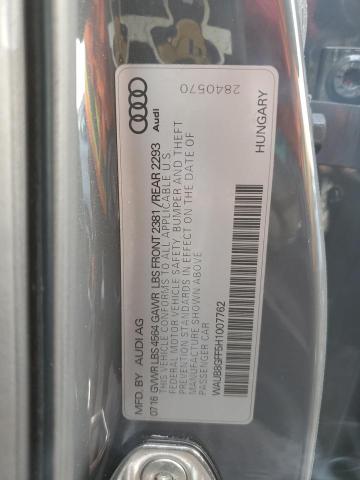 MFD. BY AUDI AG
07/16 GVWR LBS 4564 GAWR LBS FRONT 2381 /REAR 2293
THIS VEHICLE CONFORMS TO ALL APPLICABLE U.S
FEDERAL MOTOR VEHICLE SAFETY, BUMPER AND THEFT
PREVENTION STANDARDS IN EFFECT ON THE DATE OF
MANUFACTURE SHOWN ABOVE
PASSENGER CAR
WAUB8GFF5H1007762
HUNGARY
Audi
2840570